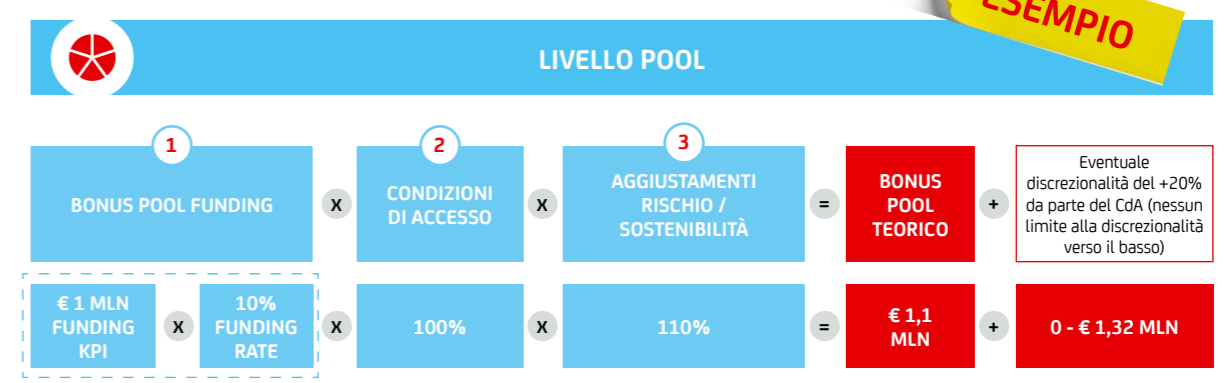 ESEMPIO
LIVELLO POOL
1
2
3
BONUS POOL FUNDING
X
CONDIZIONI
DI ACCESSO
X
AGGIUSTAMENTI
RISCHIO /
SOSTENIBILITÀ
=
BONUS
POOL
TEORICO
+
Eventuale
discrezionalità del +20%
da parte del CdA (nessun
limite alla discrezionalità
verso il basso)
€ 1 MLN
FUNDING
KPI
X
10%
FUNDING
RATE
X
100%
X
110%
=
€ 1,1
MLN
+
0 - € 1,32 MLN